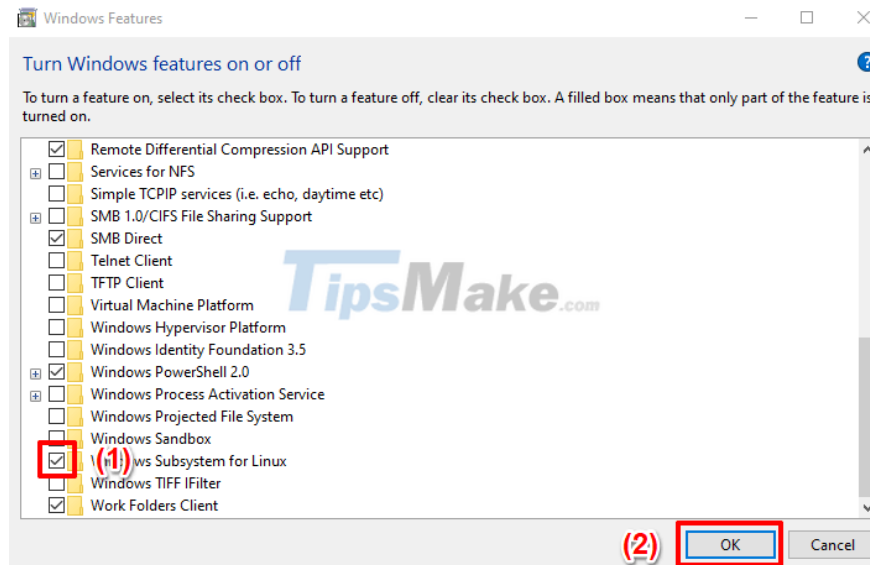 Windows Features
Turn Windows features on or off
To turn a feature on, select its check box. To turn a feature off, clear its check box. A filled box means that only part of the feature is
turned on.
Remote Differential Compression API Support
Services for NFS
Simple TCPIP services (i.e. echo, daytime etc)
SMB 1.0/CIFS File Sharing Support
SMB Direct
Telnet Client
TFTP Client
Virtual Machine Platform
Windows Hypervisor Platform
Windows Identity Foundation 3.5
Windows PowerShell 2.0
Windows Process Activation Service
Windows Projected File System
Windows Sandbox
(1) Windows Subsystem for Linux
Windows TIFF IFilter
Work Folders Client
TipsMake.com
(2) OK Cancel